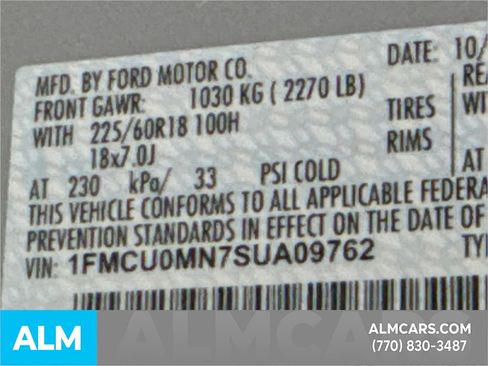 DATE: 10/
MFD. BY FORD MOTOR CO.
FRONT GAWR: 1030 KG ( 2270 LB)
WITH 225/60R18 100H TIRES
18x7.0J RIMS
AT 230 kPa/ 33 PSI COLD AT
THIS VEHICLE CONFORMS TO ALL APPLICABLE FEDERA
PREVENTION STANDARDS IN EFFECT ON THE DATE OF
VIN: 1FMCU0MN7SUA09762
ALM
ALMCARS.COM
(770) 830-3487